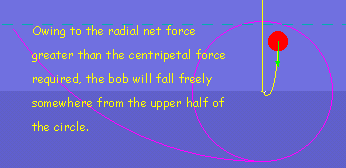 Owing to the radial net force
greater than the centripetal force
required, the bob will fall freely
somewhere from the upper half of
the circle.